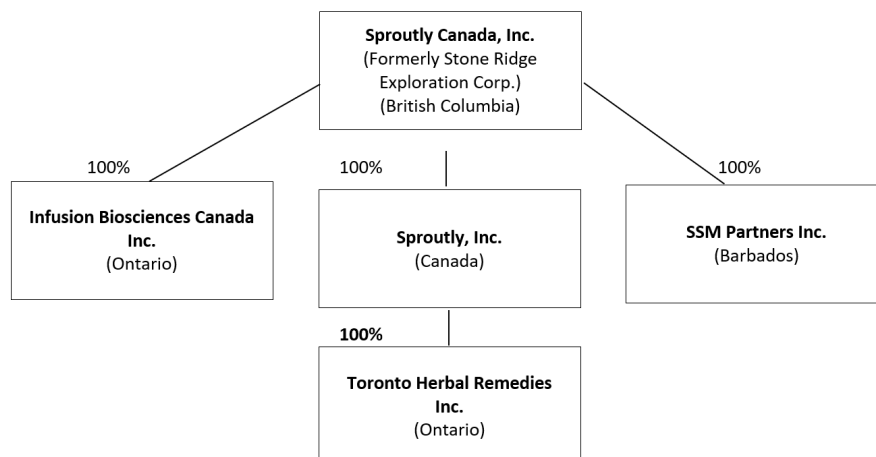 Sproutly Canada, Inc.
(Formerly Stone Ridge
Exploration Corp.)
(British Columbia)
100%
100%
100%
Infusion Biosciences Canada
Inc.
(Ontario)
Sproutly, Inc.
(Canada)
SSM Partners Inc.
(Barbados)
100%
Toronto Herbal Remedies
Inc.
(Ontario)